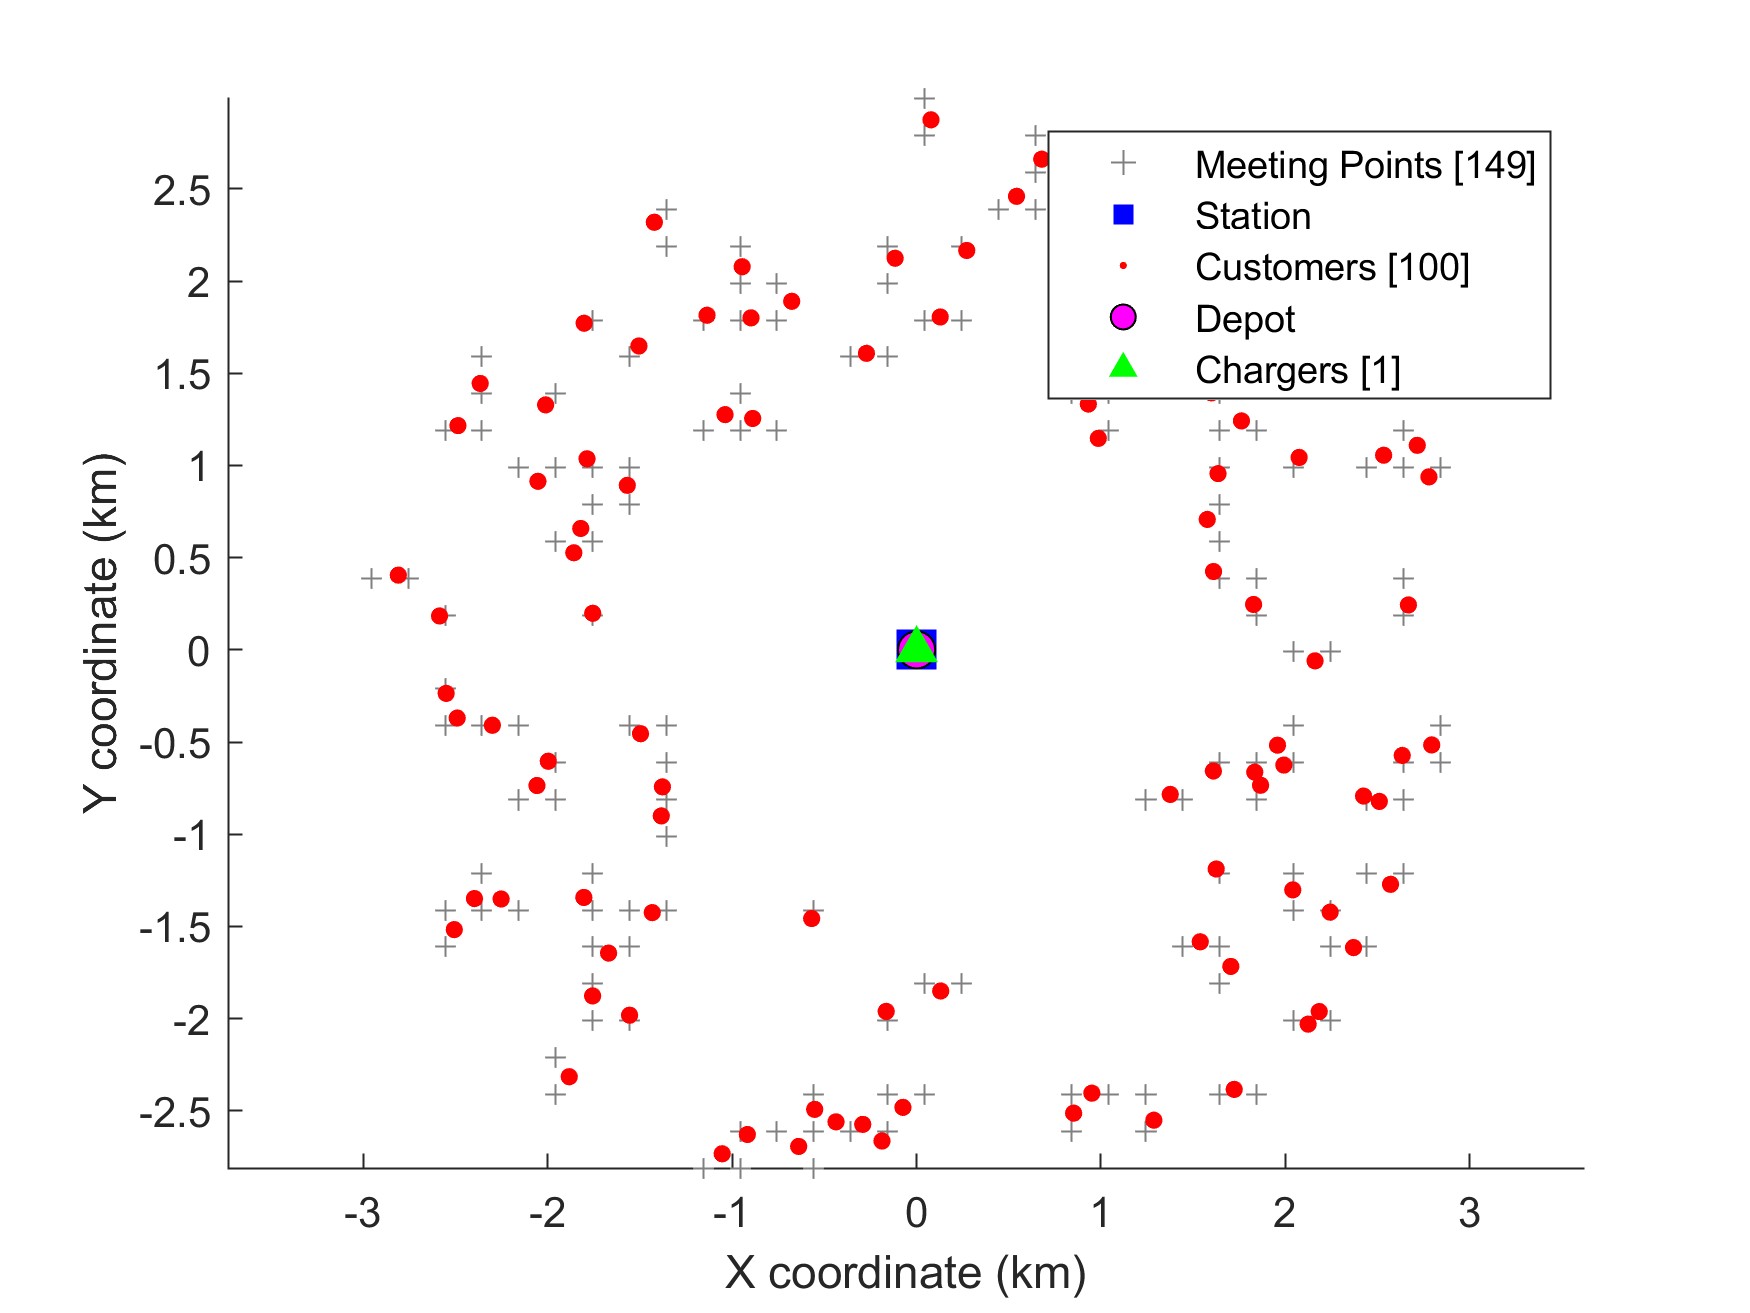 Meeting Points [149]
Station
Customers [100]
Depot
Chargers [1]
2.5
2
1.5
1
0.5
0
-0.5
-1
-1.5
-2
-2.5
Y coordinate (km)
-3 -2 -1 0 1 2 3
X coordinate (km)